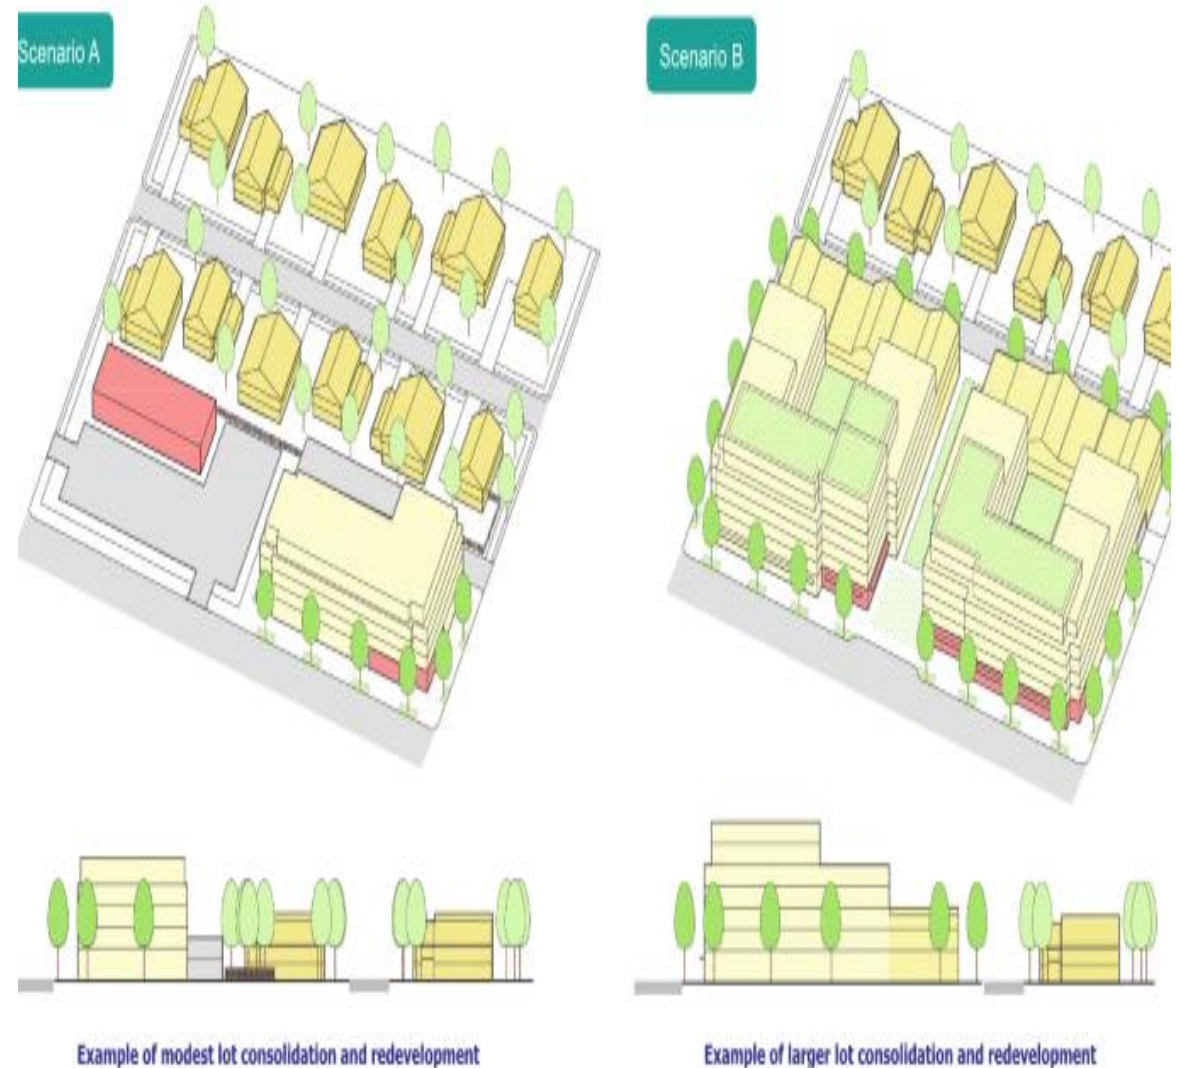 Scenario A
Scenario B
Example of modest lot consolidation and redevelopment
Example of larger lot consolidation and redevelopment